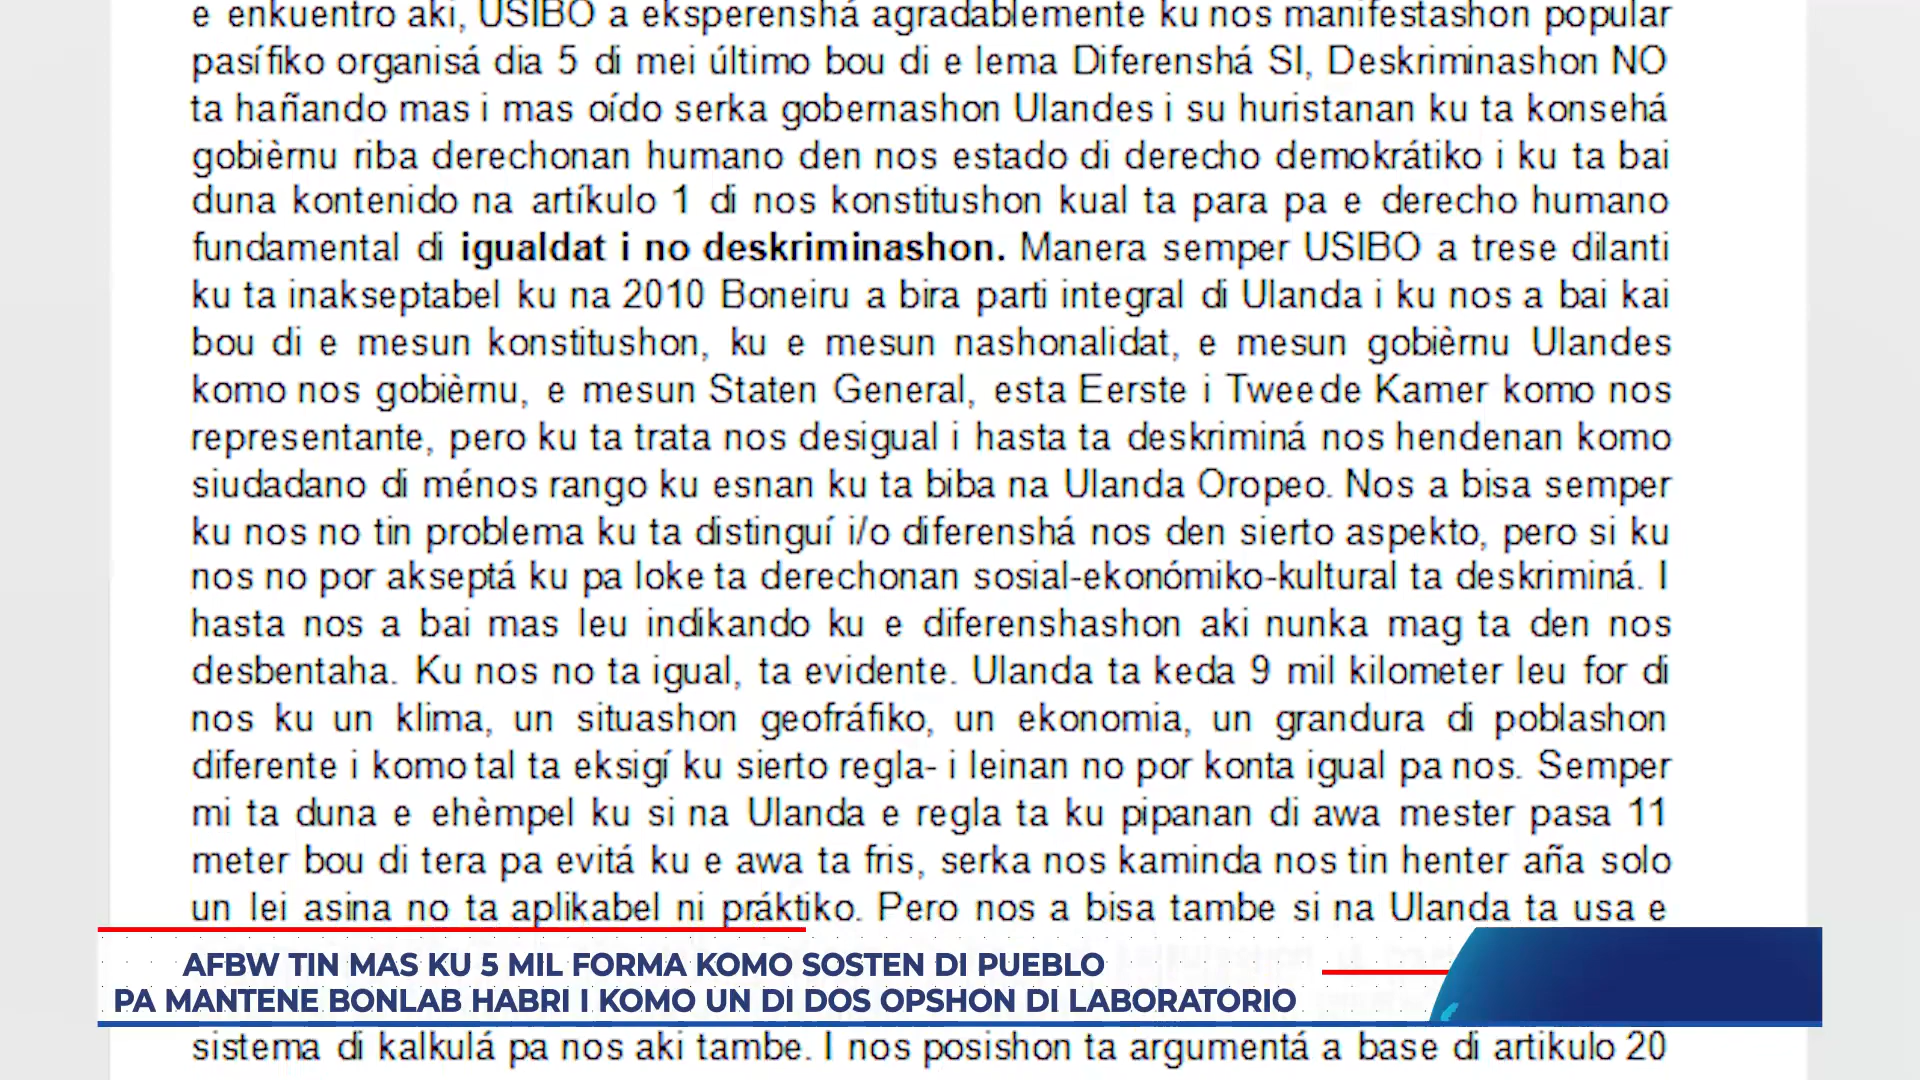 e enkuentro aki, USIBO a eksperenshá agradablemente ku nos manifestashon popular
pasífiko organisá dia 5 di mei último bou di e lema Diferenshá SI, Deskriminashon NO
ta hañando mas i mas oído serka gobernashon Ulandes i su huristanan ku ta konsehá
gobièrnu riba derechonan humano den nos estado di derecho demokrátiko i ku ta bai
duna kontenido na artíkulo 1 di nos konstitushon kual ta para pa e derecho humano
fundamental di igualdat i no deskriminashon. Manera semper USIBO a trese dilanti
ku ta inakseptabel ku na 2010 Boneiru a bira parti integral di Ulanda i ku nos a bai kai
bou di e mesun konstitushon, ku e mesun nashonalidat, e mesun gobièrnu Ulandes
komo nos gobièrnu, e mesun Staten General, esta Eerste i Tweede Kamer komo nos
representante, pero ku ta trata nos desigual i hasta ta deskriminá nos hendenan komo
siudadano di ménos rango ku esnan ku ta biba na Ulanda Oropeo. Nos a bisa semper
ku nos no tin problema ku ta distinguí i/o diferenshá nos den sierto aspekto, pero si ku
nos no por akseptá ku pa loke ta derechonan sosial-ekonómiko-kultural ta deskriminá. I
hasta nos a bai mas leu indikando ku e diferenshashon aki nunka mag ta den nos
desbentaha. Ku nos no ta igual, ta evidente. Ulanda ta keda 9 mil kilometer leu for di
nos ku un klima, un situashon geofráfiko, un ekonomia, un grandura di poblashon
diferente i komo tal ta eksigí ku sierto regla- i leinan no por konta igual pa nos. Semper
mi ta duna e ehèmpel ku si na Ulanda e regla ta ku pipanan di awa mester pasa 11
meter bou di tera pa evitá ku e awa ta fris, serka nos kaminda nos tin henter aña solo
un lei asina no ta aplikabel ni práktiko. Pero nos a bisa tambe si na Ulanda ta usa e
AFBW TIN MAS KU 5 MIL FORMA KOMO SOSTEN DI PUEBLO
PA MANTENE BONLAB HABRI I KOMO UN DI DOS OPSHON DI LABORATORIO
sistema di kalkulá pa nos aki tambe. I nos posishon ta argumentá a base di artikulo 20